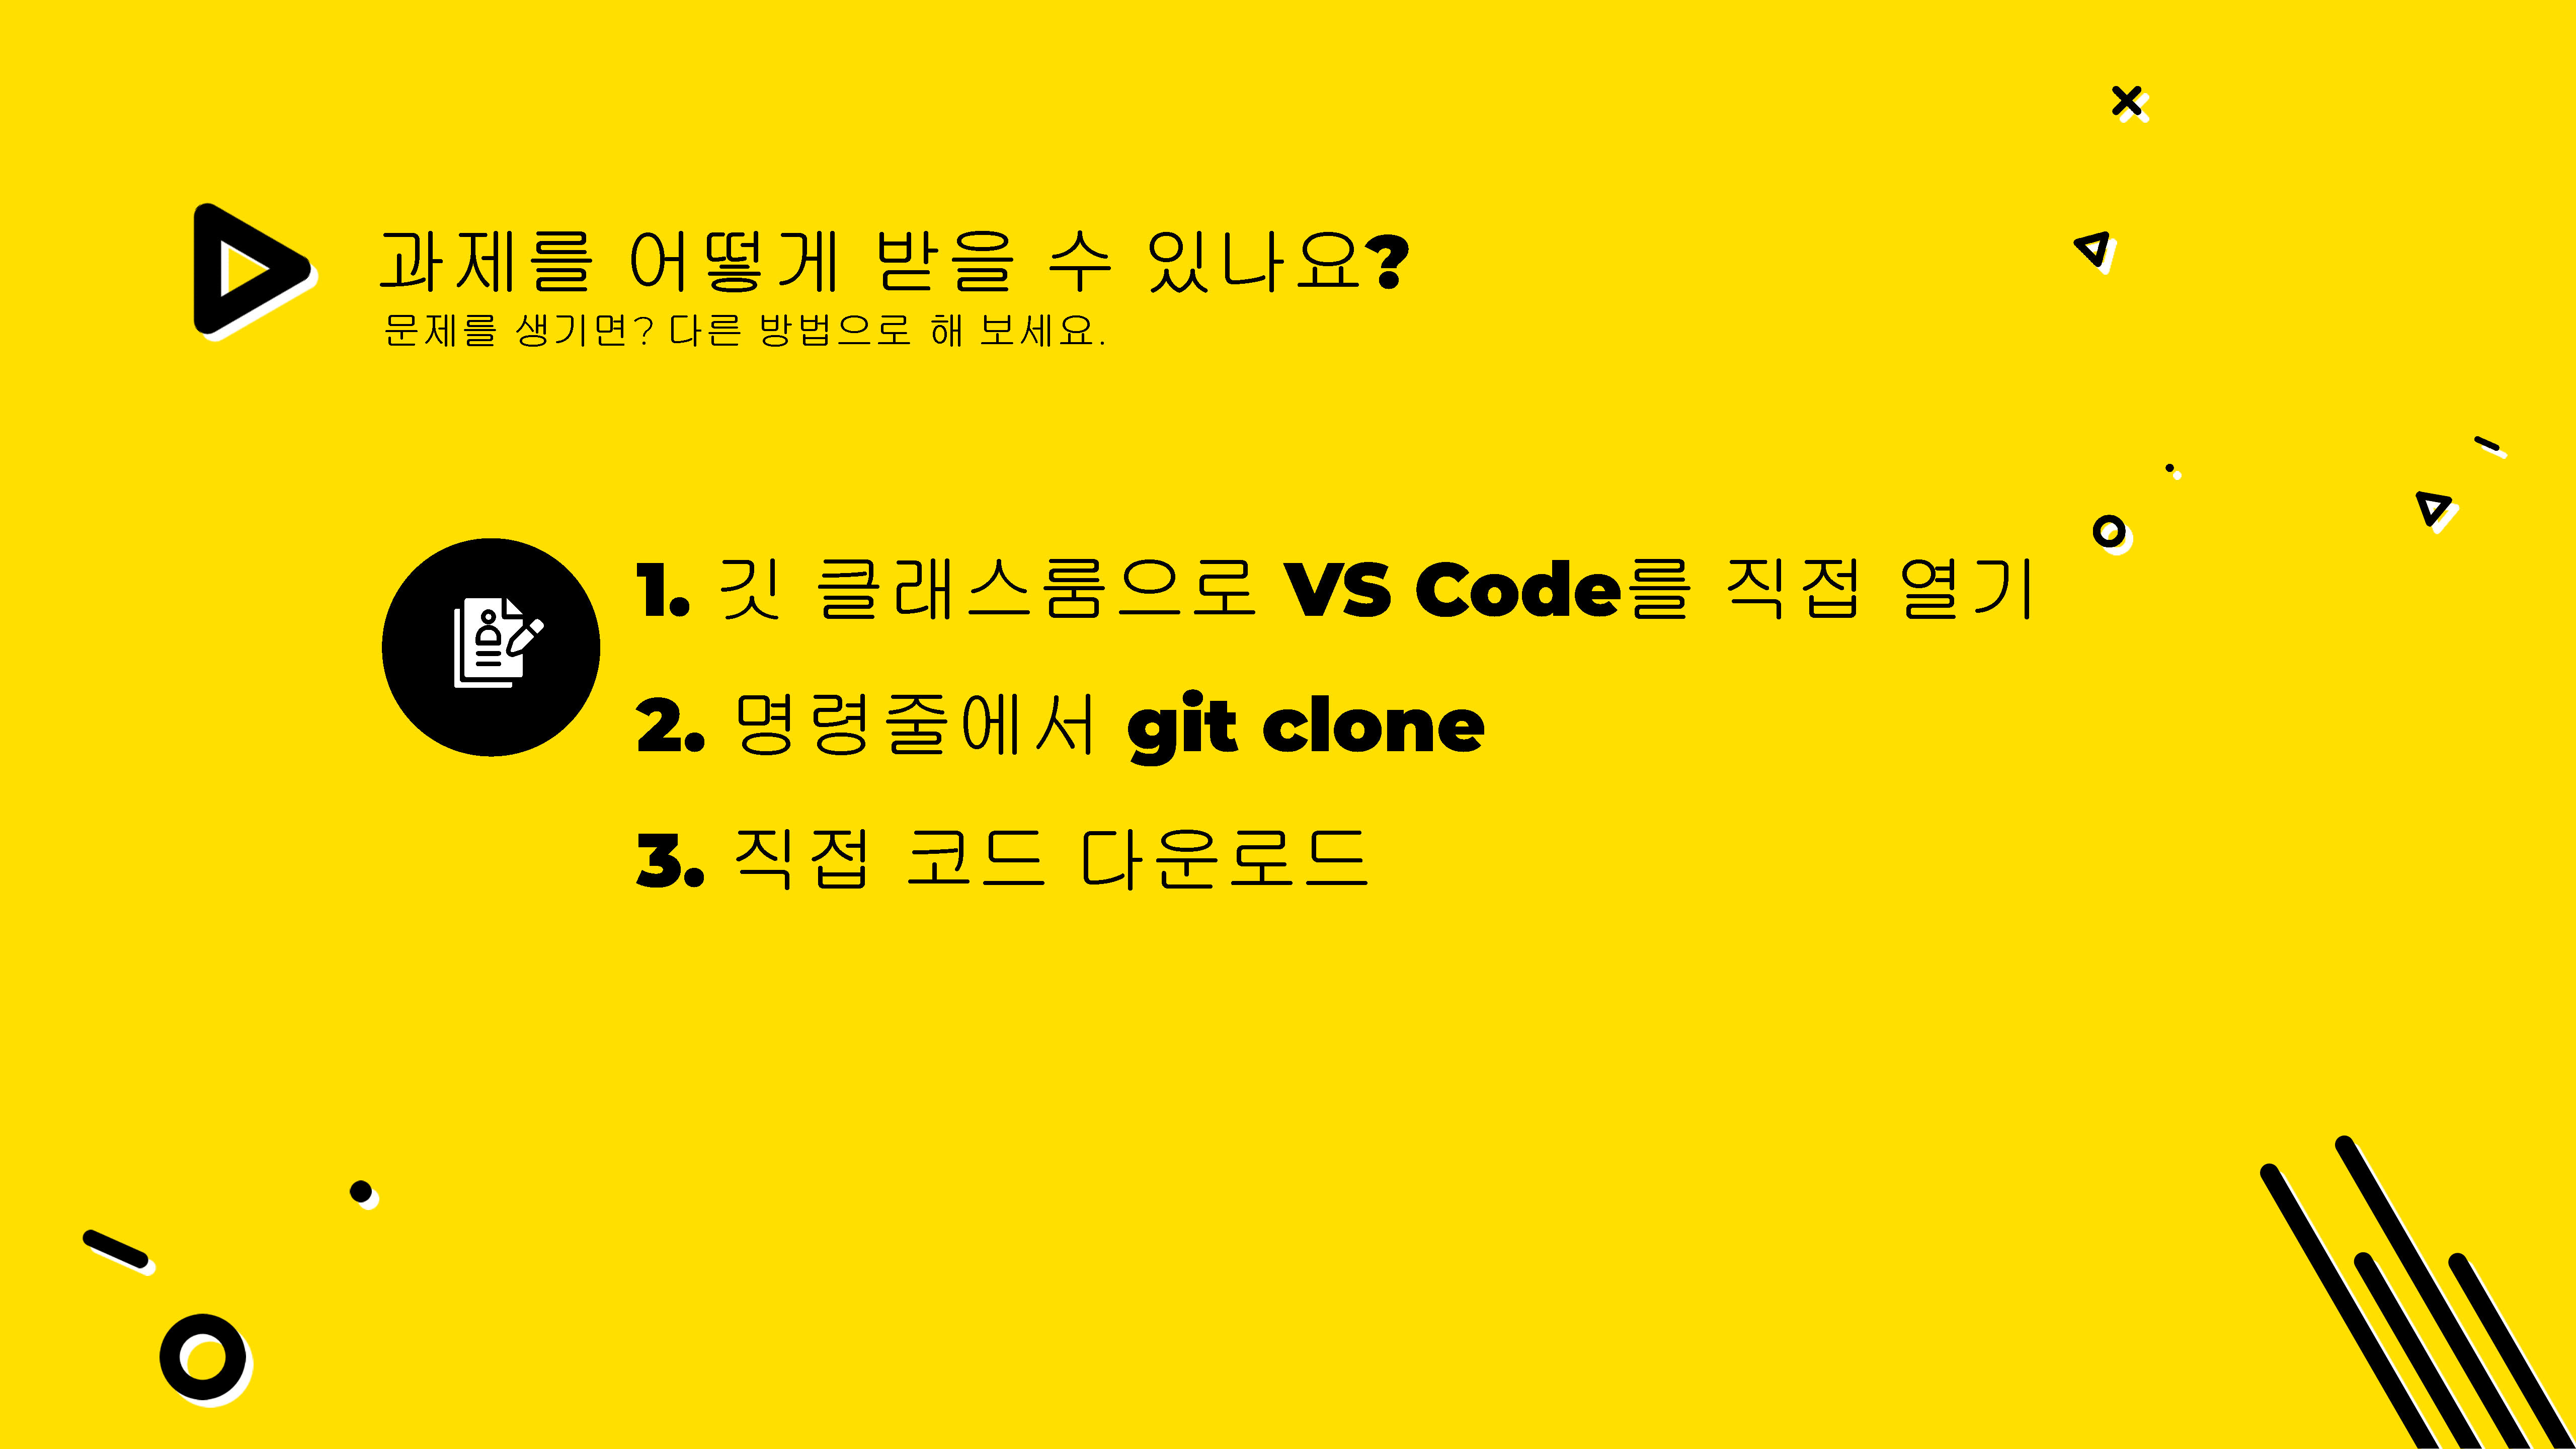 과제를 어떻게 받을 수 있나요?
문제를 생기면? 다른 방법으로 해 보세요.
1. 깃 클래스룸으로 VS Code를 직접 열기
2. 명령줄에서 git clone
3. 직접 코드 다운로드